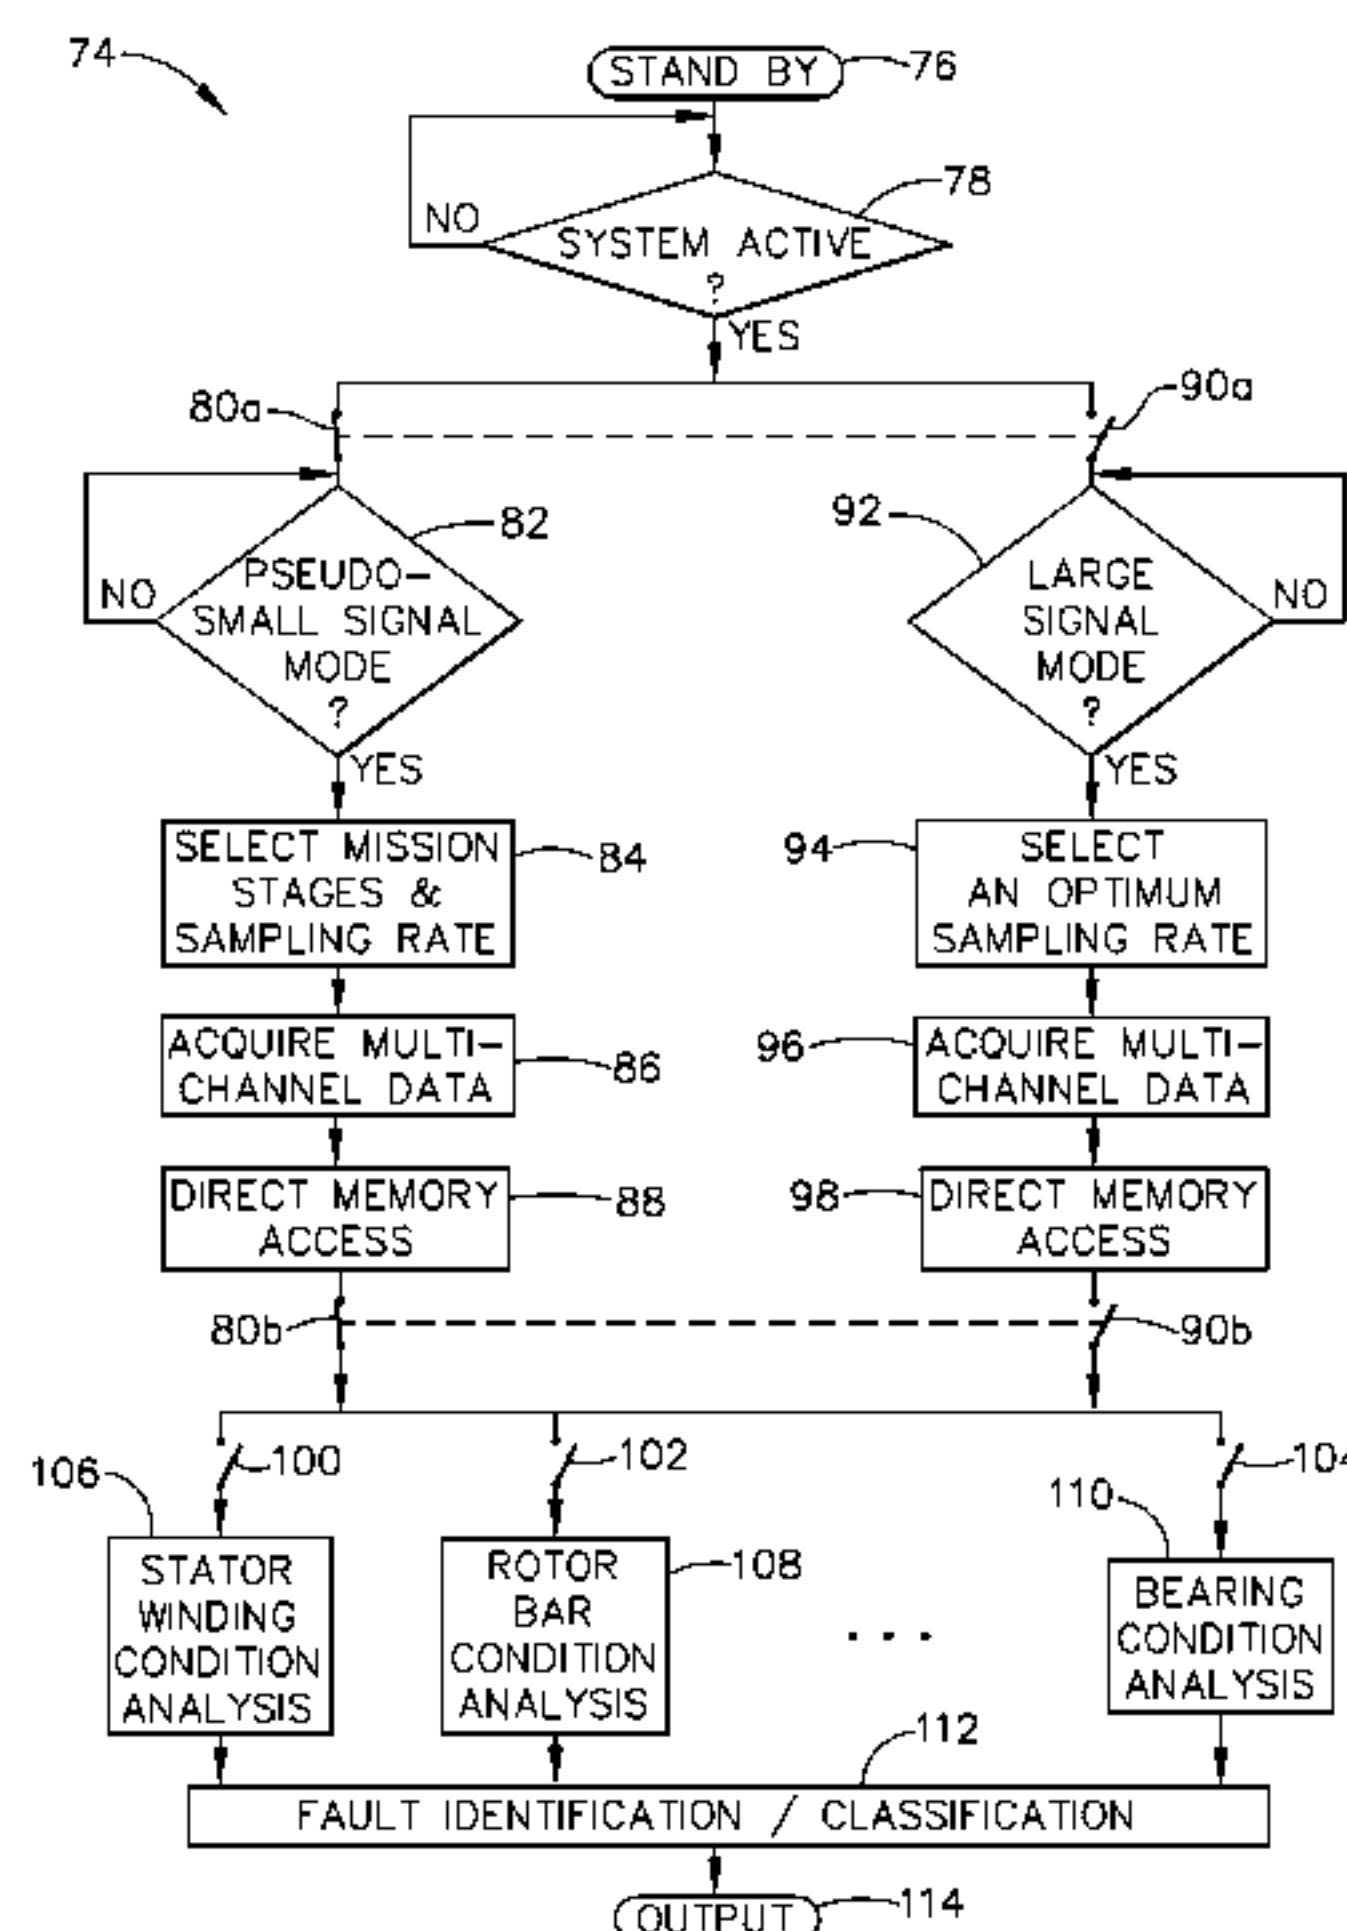 74
STAND BY
76
78
NO
SYSTEM ACTIVE
?
YES
80a
90a
82
92
PSEUDO-
SMALL SIGNAL
MODE
?
NO
YES
LARGE
SIGNAL
MODE
?
NO
YES
SELECT MISSION
STAGES &
SAMPLING RATE
84
94
SELECT
AN OPTIMUM
SAMPLING RATE
ACQUIRE MULTI-
CHANNEL DATA
86
96
ACQUIRE MULTI-
CHANNEL DATA
DIRECT MEMORY
ACCESS
88
98
DIRECT MEMORY
ACCESS
80b
90b
100
102
104
106
STATOR
WINDING
CONDITION
ANALYSIS
ROTOR
BAR
CONDITION
ANALYSIS
108
. . .
110
BEARING
CONDITION
ANALYSIS
112
FAULT IDENTIFICATION / CLASSIFICATION
OUTPUT
114